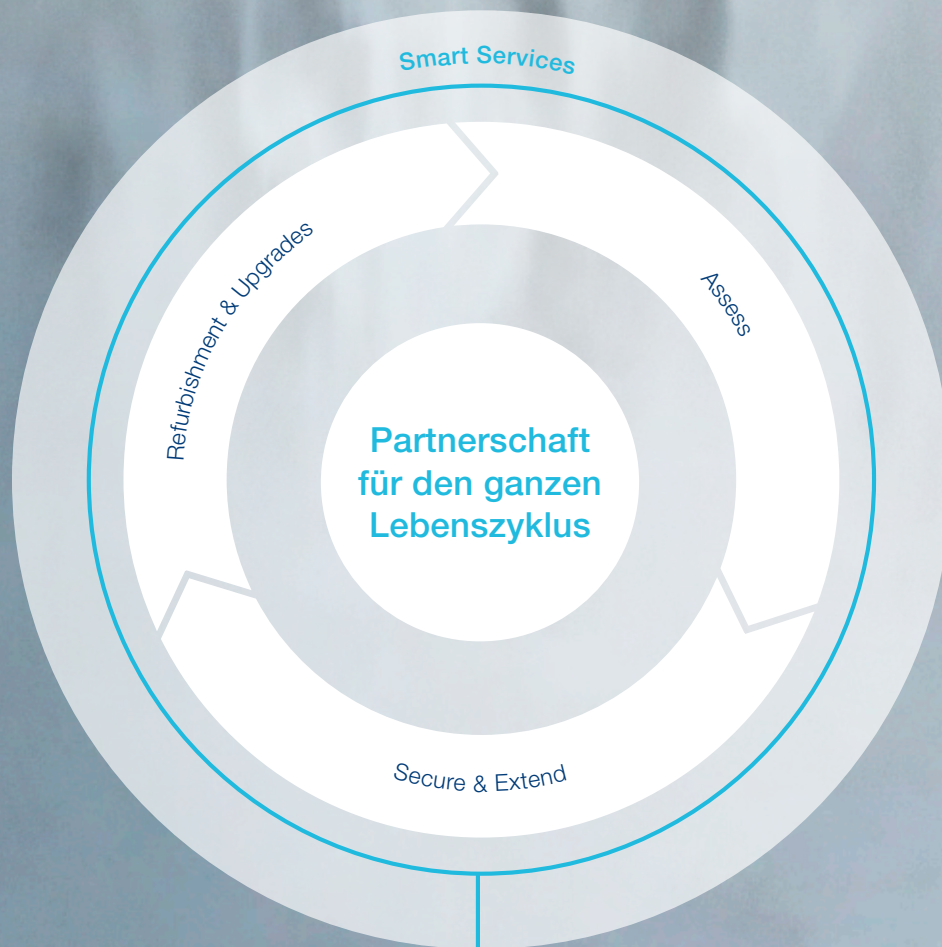 Smart Services
Refurbishment & Upgrades
Assess
Partnerschaft
für den ganzen
Lebenszyklus
Secure & Extend